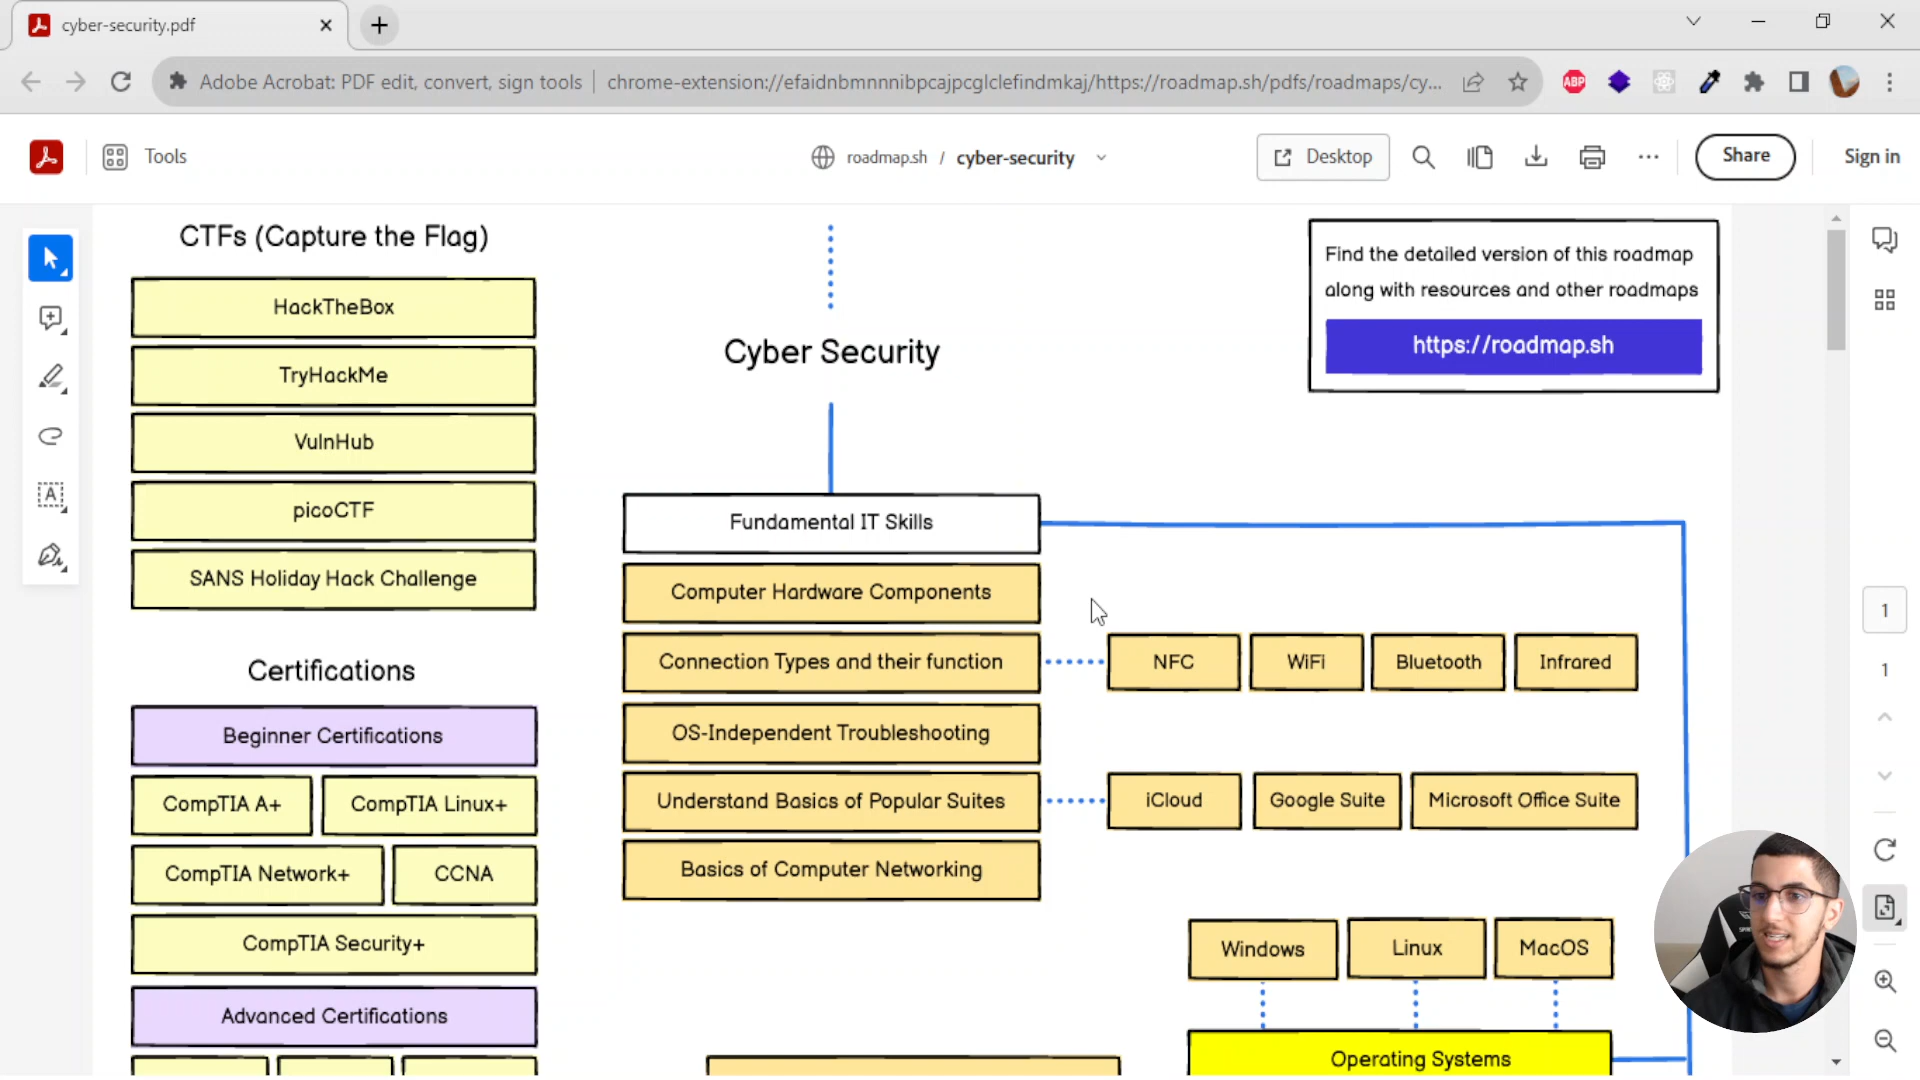 cyber-security.pdf
Adobe Acrobat: PDF edit, convert, sign tools
chrome-extension://efaidnbmnnnibpcajpcglclefindmkaj/https://roadmap.sh/pdfs/roadmaps/cy...
ABP
Tools
roadmap.sh / cyber-security
Desktop
Share
Sign in
CTFs (Capture the Flag)
HackTheBox
TryHackMe
VulnHub
picoCTF
SANS Holiday Hack Challenge
Certifications
Beginner Certifications
CompTIA A+
CompTIA Linux+
CompTIA Network+
CCNA
CompTIA Security+
Advanced Certifications
Cyber Security
Find the detailed version of this roadmap
along with resources and other roadmaps
https://roadmap.sh
Fundamental IT Skills
Computer Hardware Components
Connection Types and their function
NFC
WiFi
Bluetooth
Infrared
OS-Independent Troubleshooting
Understand Basics of Popular Suites
iCloud
Google Suite
Microsoft Office Suite
Basics of Computer Networking
Windows
Linux
MacOS
Operating Systems
1
1